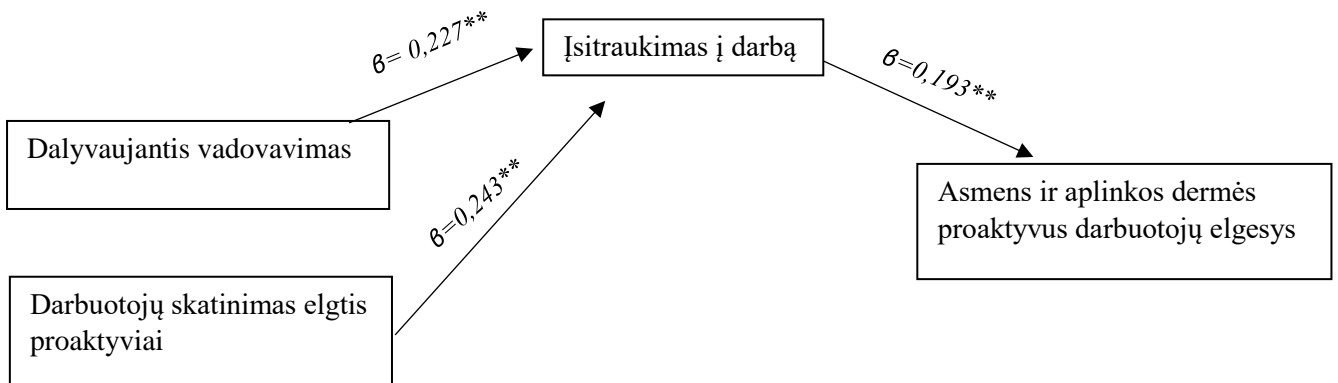 β= 0,227**
Įsitraukimas į darbą
β=0,193**
Dalyvaujantis vadovavimas
β=0,243**
Asmens ir aplinkos dermės
proaktyvus darbuotojų elgesys
Darbuotojų skatinimas elgtis
proaktyviai